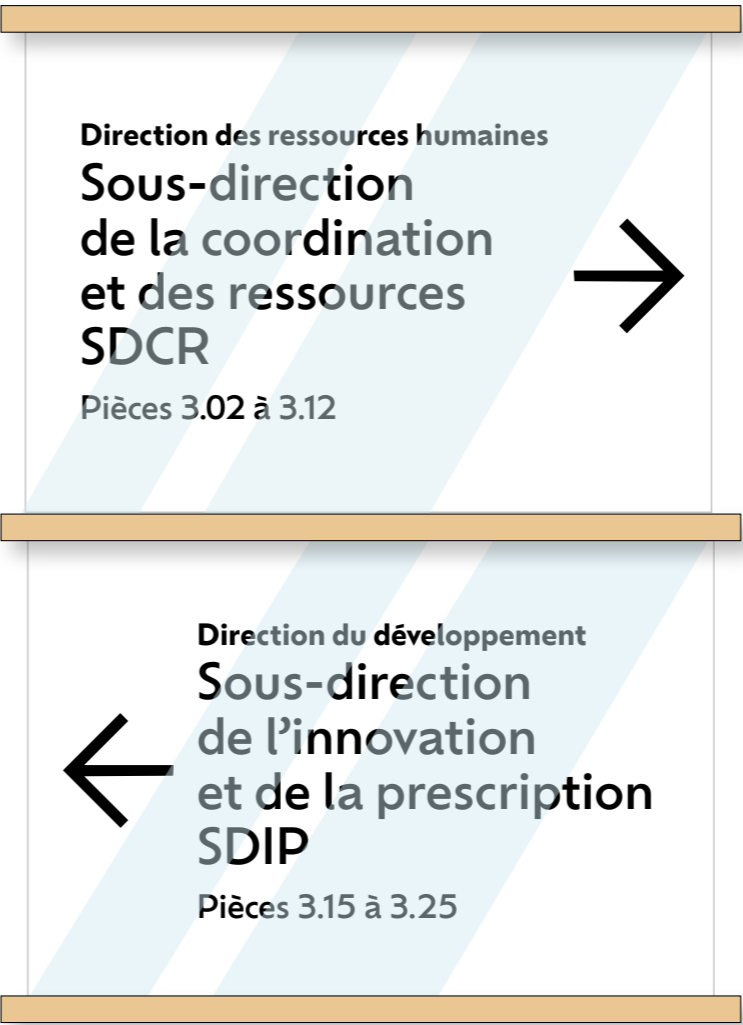 Direction des ressources humaines
Sous-direction
de la coordination
et des ressources
SDCR
Pièces 3.02 à 3.12
Direction du développement
Sous-direction
de l’innovation
et de la prescription
SDIP
Pièces 3.15 à 3.25